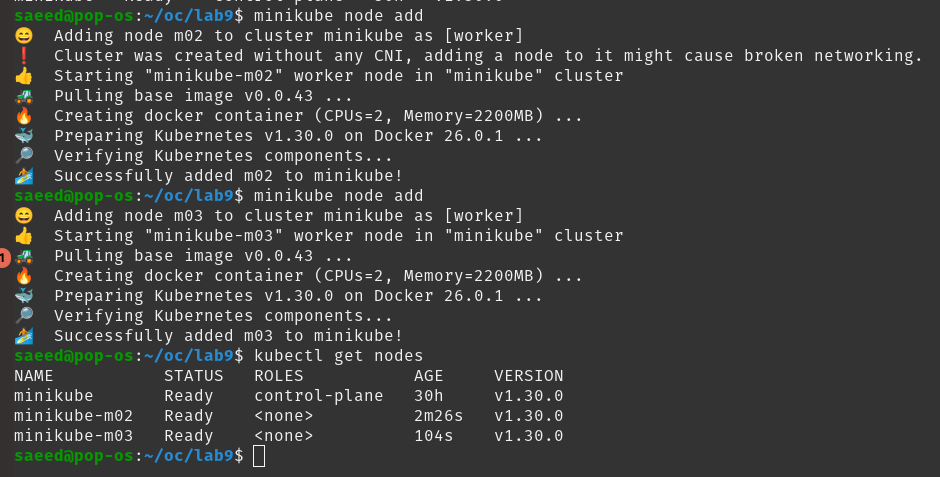 saeed@pop-os:~/oc/lab9$ minikube node add
😄  Adding node m02 to cluster minikube as [worker]
❗  Cluster was created without any CNI, adding a node to it might cause broken networking.
👍  Starting "minikube-m02" worker node in "minikube" cluster
🚜  Pulling base image v0.0.43 ...
🔥  Creating docker container (CPUs=2, Memory=2200MB) ...
🐳  Preparing Kubernetes v1.30.0 on Docker 26.0.1 ...
🔎  Verifying Kubernetes components...
🏄  Successfully added m02 to minikube!
saeed@pop-os:~/oc/lab9$ minikube node add
😄  Adding node m03 to cluster minikube as [worker]
👍  Starting "minikube-m03" worker node in "minikube" cluster
1
🚜  Pulling base image v0.0.43 ...
🔥  Creating docker container (CPUs=2, Memory=2200MB) ...
🐳  Preparing Kubernetes v1.30.0 on Docker 26.0.1 ...
🔎  Verifying Kubernetes components...
🏄  Successfully added m03 to minikube!
saeed@pop-os:~/oc/lab9$ kubectl get nodes
NAME           STATUS   ROLES           AGE     VERSION
minikube       Ready    control-plane   30h     v1.30.0
minikube-m02   Ready    <none>          2m26s   v1.30.0
minikube-m03   Ready    <none>          104s    v1.30.0
saeed@pop-os:~/oc/lab9$